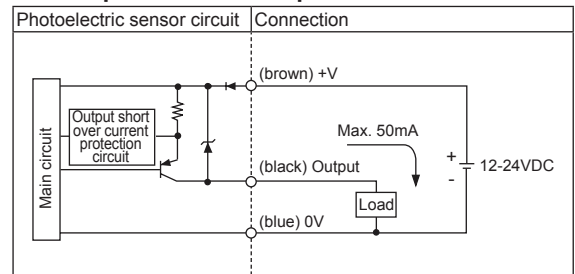 Photoelectric sensor circuit
Connection
(brown) +V
Output short
over current
protection
circuit
Main circuit
Max. 50mA
+
-
12-24VDC
(black) Output
Load
(blue) 0V